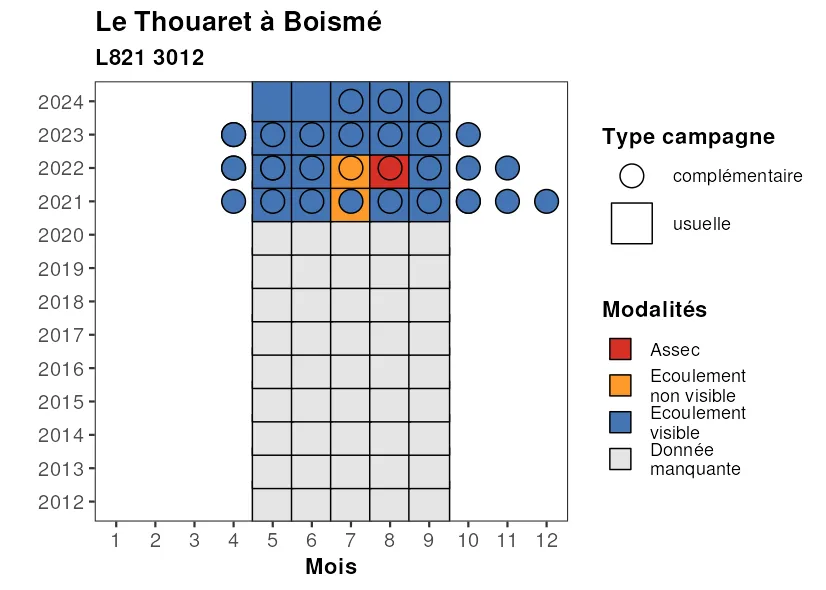 Le Thouaret à Boismé
L821 3012
2024
2023
2022
2021
2020
2019
2018
2017
2016
2015
2014
2013
2012
1 2 3 4 5 6 7 8 9 10 11 12
Mois
Type campagne
complémentaire
usuelle
Modalités
Assec
Ecoulement
non visible
Ecoulement
visible
Donnée
manquante